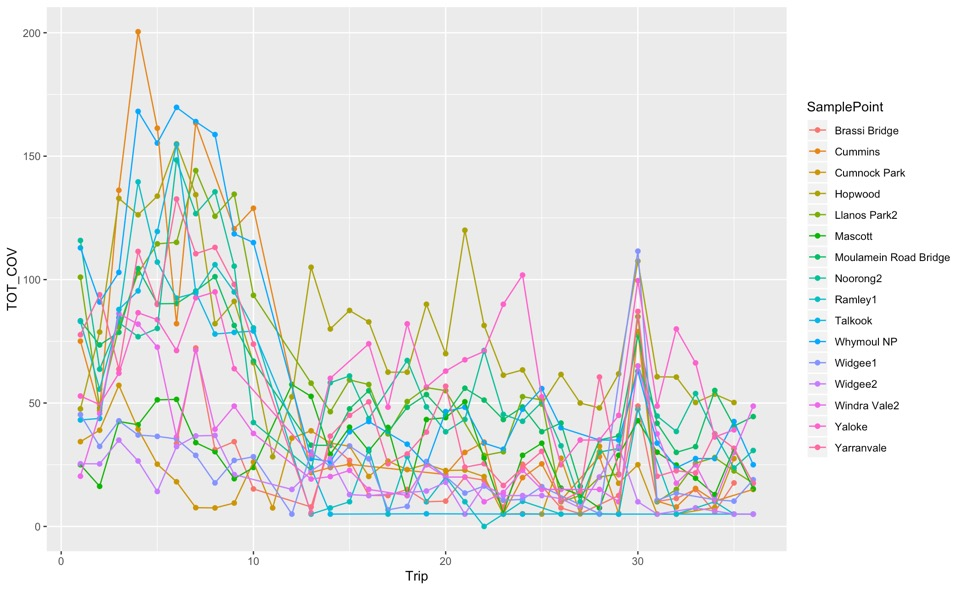 200
150
100
50
0
TOT_COV
0
10
20
30
Trip
SamplePoint
Brassi Bridge
Cummins
Cumnock Park
Hopwood
Llanos Park2
Mascott
Moulamein Road Bridge
Noorong2
Ramley1
Talkook
Whymoul NP
Widgee1
Widgee2
Windra Vale2
Yaloke
Yarranvale